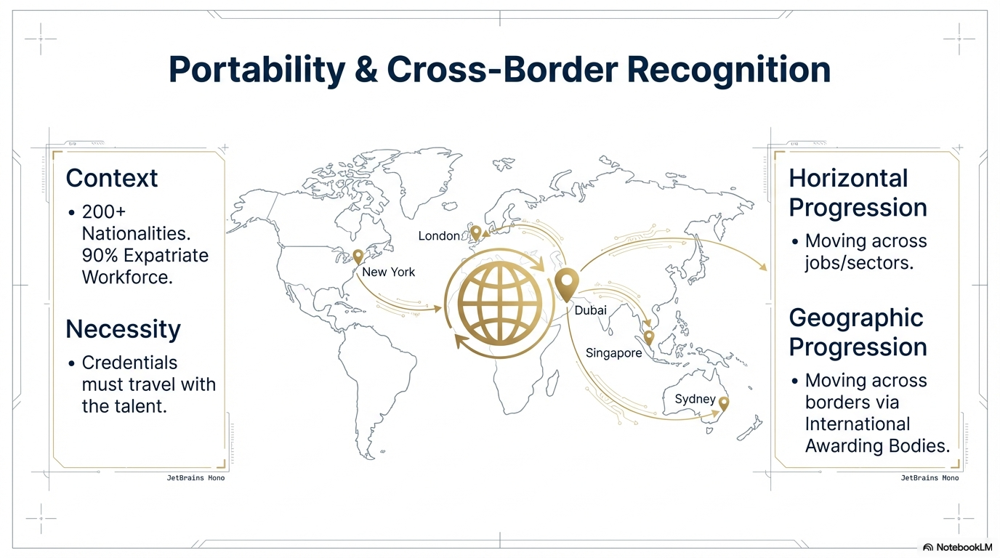 Portability & Cross-Border Recognition
Context
• 200+
Nationalities.
90% Expatriate
Workforce.
Necessity
• Credentials
must travel with
the talent.
JetBrains Mono
London
New York
Dubai
Singapore
Sydney
Horizontal
Progression
• Moving across
jobs/sectors.
Geographic
Progression
• Moving across
borders via
International
Awarding Bodies.
JetBrains Mono
NotebookLM